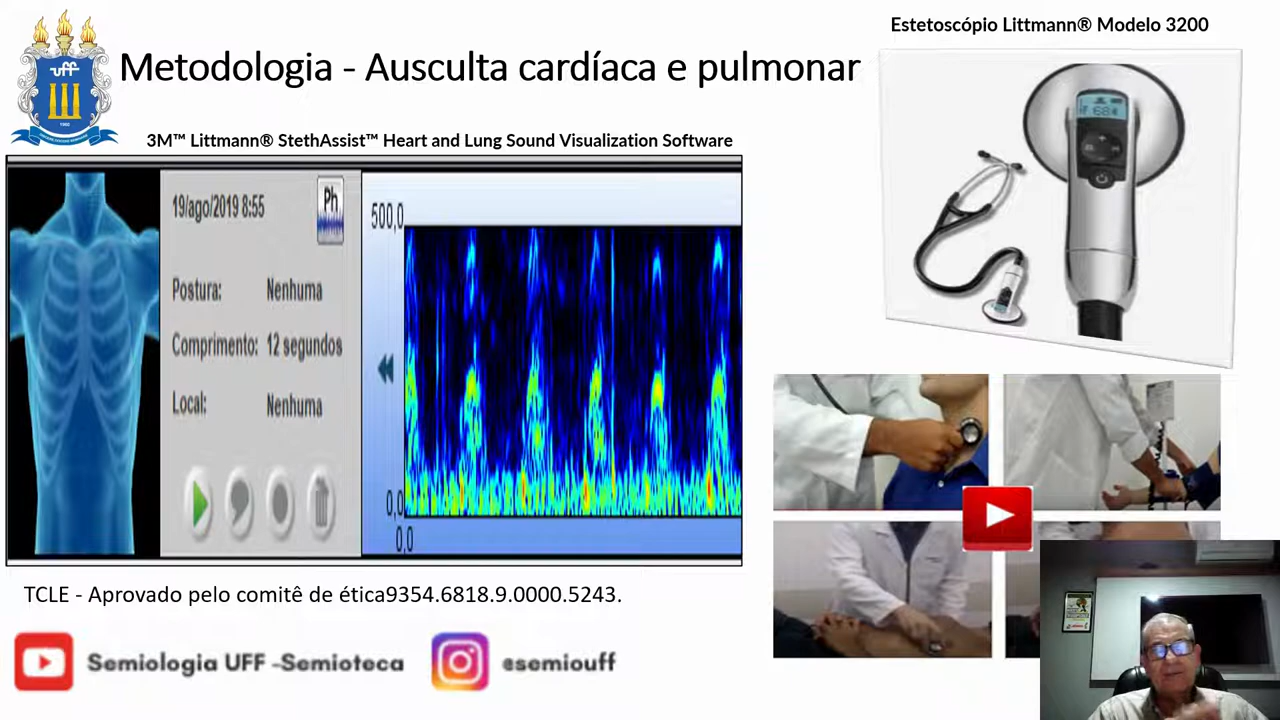 Estetoscópio Littmann® Modelo 3200
uff
Metodologia - Ausculta cardíaca e pulmonar
3M™ Littmann® StethAssist™ Heart and Lung Sound Visualization Software
19/ago/2019 8:55
Ph
Postura: Nenhuma
Comprimento: 12 segundos
Local: Nenhuma
500,0
0,0
0,0
TCLE - Aprovado pelo comitê de ética9354.6818.9.0000.5243.
Semiologia UFF -Semioteca
@semiouff